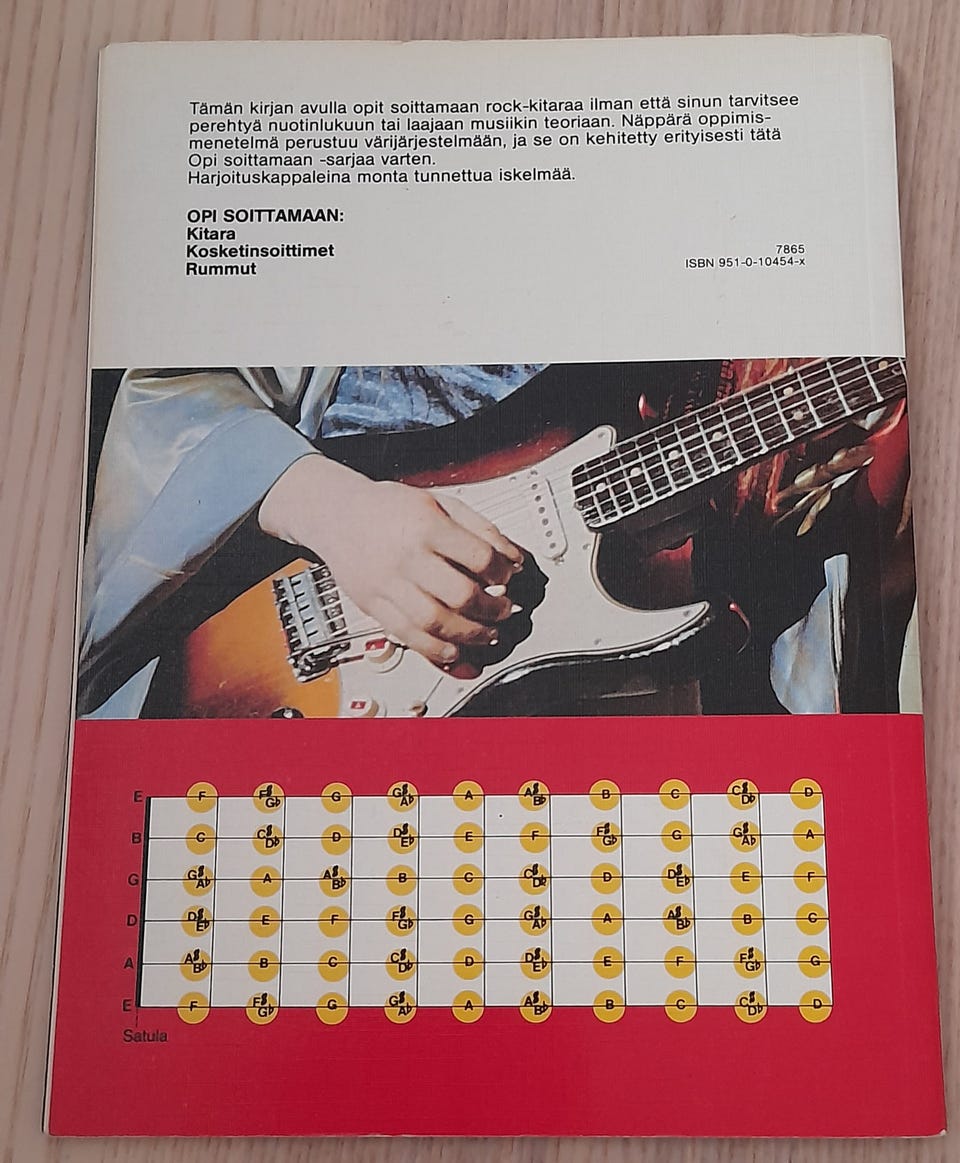 Tämän kirjan avulla opit soittamaan rock-kitaraa ilman että sinun tarvitsee
perehtyä nuotinlukuun tai laajaan musiikin teoriaan. Näppärä oppimis-
menetelmä perustuu värijärjestelmään, ja se on kehitetty erityisesti tätä
Opi soittamaan -sarjaa varten.
Harjoituskappaleina monta tunnettua iskelmää.
OPI SOITTAMAAN:
Kitara
Kosketinsoittimet
Rummut
7865
ISBN 951-0-10454-x
E F F♯ G♭ G G♯ A♭ A A♯ B♭ B C C♯ D♭ D
B C C♯ D♭ D D♯ E♭ E F F♯ G♭ G G♯ A♭ A
G G♯ A♭ A A♯ B♭ B C C♯ D♭ D D♯ E♭ E F
D D♯ E♭ E F F♯ G♭ G G♯ A♭ A A♯ B♭ B C
A A♯ B♭ B C C♯ D♭ D D♯ E♭ E F F♯ G♭ G
E F F♯ G♭ G G♯ A♭ A A♯ B♭ B C C♯ D♭ D
Satula